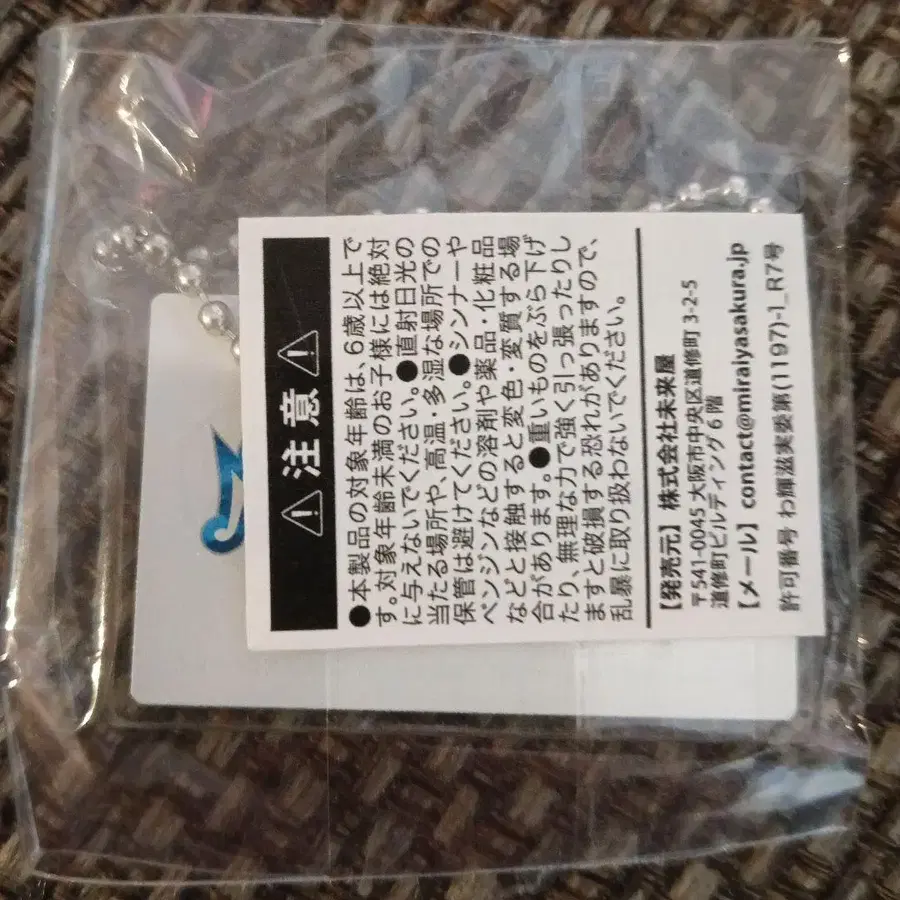 ⚠注意⚠
●本製品の対象年齢は、6歳以上で
す。対象年齢未満のお子様には絶対
に与えないでください。●直射日光の
当たる場所や、高温・多湿な場所での
保管は避けてください。●シンナーや
ベンジンなどの溶剤や薬品・化粧品
などと接触すると変色・変質する場
合があります。●重いものをぶら下げ
たり、無理な力で強く引っ張ったりし
ますと破損する恐れがありますので、
乱暴に取り扱わないでください。
【発売元】株式会社未来屋
〒541-0045 大阪市中央区道修町 3-2-5
道修町ビルディング 6 階
【メール】contact@miraiyasakura.jp
許可番号 わ輝滋実委第(1197)-1_R7号